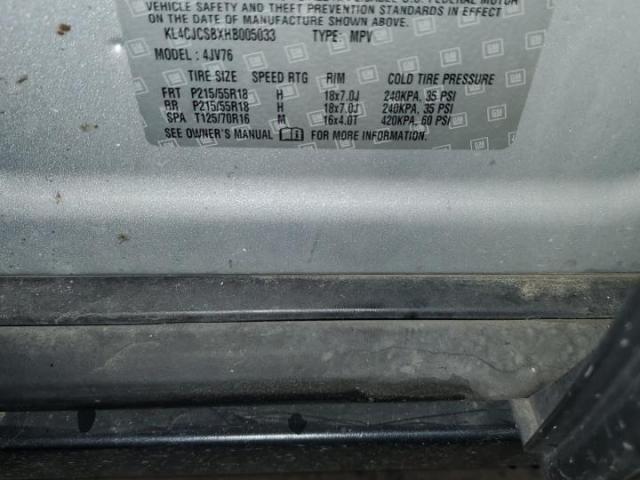 VEHICLE SAFETY AND THEFT PREVENTION STANDARDS IN
EFFECT ON THE DATE OF MANUFACTURE SHOWN ABOVE.
KL4CJCSBXHB005033 TYPE: MPV
MODEL: 4JV76
TIRE SIZE SPEED RTG RIM COLD TIRE PRESSURE
FRT P215/55R18 H 18x7.0J 240KPA, 35 PSI
RR P215/55R18 H 18x7.0J 240KPA, 35 PSI
SPA T125/70R16 M 16x4.0T 420KPA, 60 PSI
SEE OWNER'S MANUAL FOR MORE INFORMATION.
GM